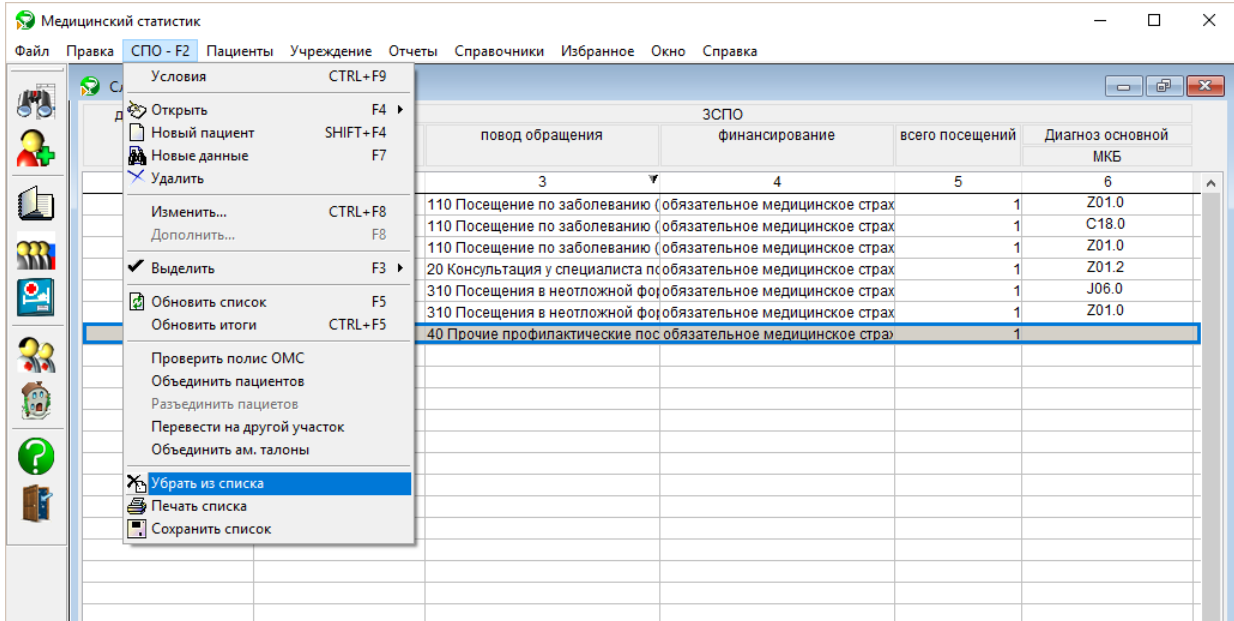 Медицинский статистик
Файл Правка СПО - F2 Пациенты Учреждение Отчеты Справочники Избранное Окно Справка
Условия CTRL+F9
Открыть F4
Новый пациент SHIFT+F4
Новые данные F7
Удалить
Изменить... CTRL+F8
Дополнить... F8
Выделить F3
Обновить список F5
Обновить итоги CTRL+F5
Проверить полис ОМС
Объединить пациентов
Разъединить пациетов
Перевести на другой участок
Объединить ам. талоны
Убрать из списка
Печать списка
Сохранить список
ЗСПО
повод обращения финансирование всего посещений Диагноз основной
МКБ
3 4 5 6
110 Посещение по заболеванию ( обязательное медицинское страх 1 Z01.0
110 Посещение по заболеванию ( обязательное медицинское страх 1 C18.0
110 Посещение по заболеванию ( обязательное медицинское страх 1 Z01.0
20 Консультация у специалиста по обязательное медицинское страх 1 Z01.2
310 Посещения в неотложной фор обязательное медицинское страх 1 J06.0
310 Посещения в неотложной фор обязательное медицинское страх 1 Z01.0
40 Прочие профилактические пос обязательное медицинское страх 1